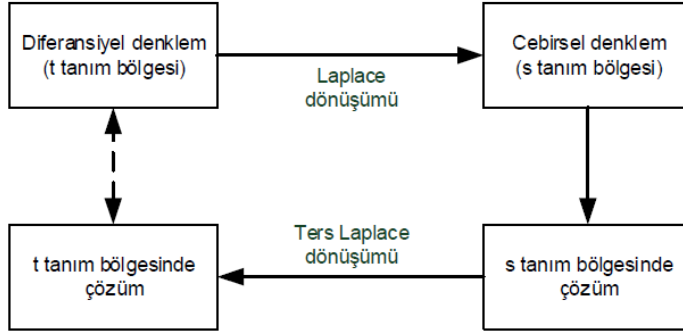 Diferansiyel denklem
(t tanım bölgesi)
Laplace
dönüşümü
Cebirsel denklem
(s tanım bölgesi)
t tanım bölgesinde
çözüm
Ters Laplace
dönüşümü
s tanım bölgesinde
çözüm